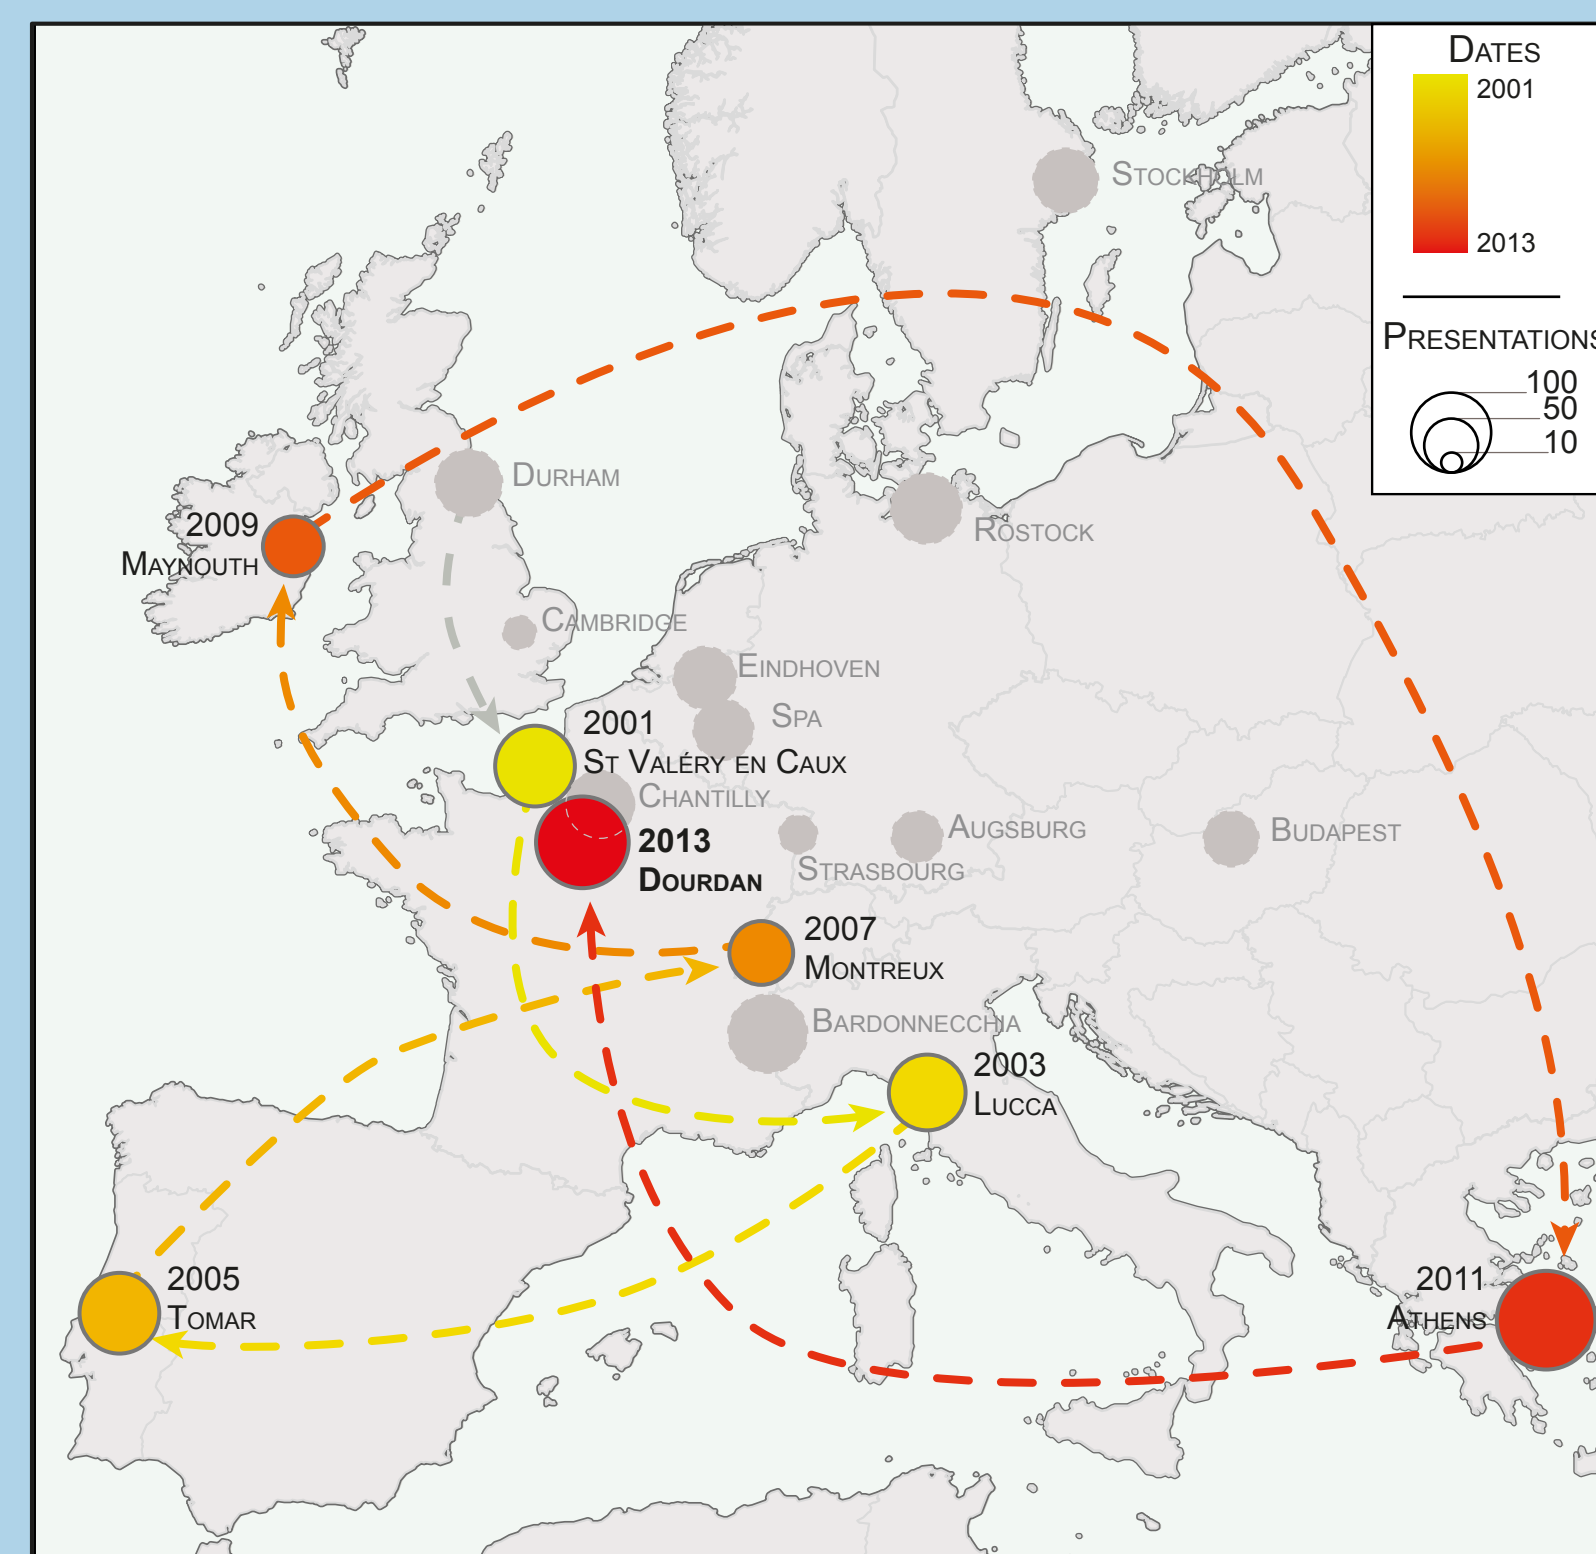 DATES
2001
2013
PRESENTATIONS
100
50
10
STOCKHOLM
DURHAM
ROSTOCK
2009
MAYNOUTH
CAMBRIDGE
EINDHOVEN
SPA
2001
ST VALÉRY EN CAUX
CHANTILLY
2013
DOURDAN
STRASBOURG
AUGSBURG
BUDAPEST
2007
MONTREUX
BARDONNECCHIA
2003
LUCCA
2005
TOMAR
2011
ATHENS